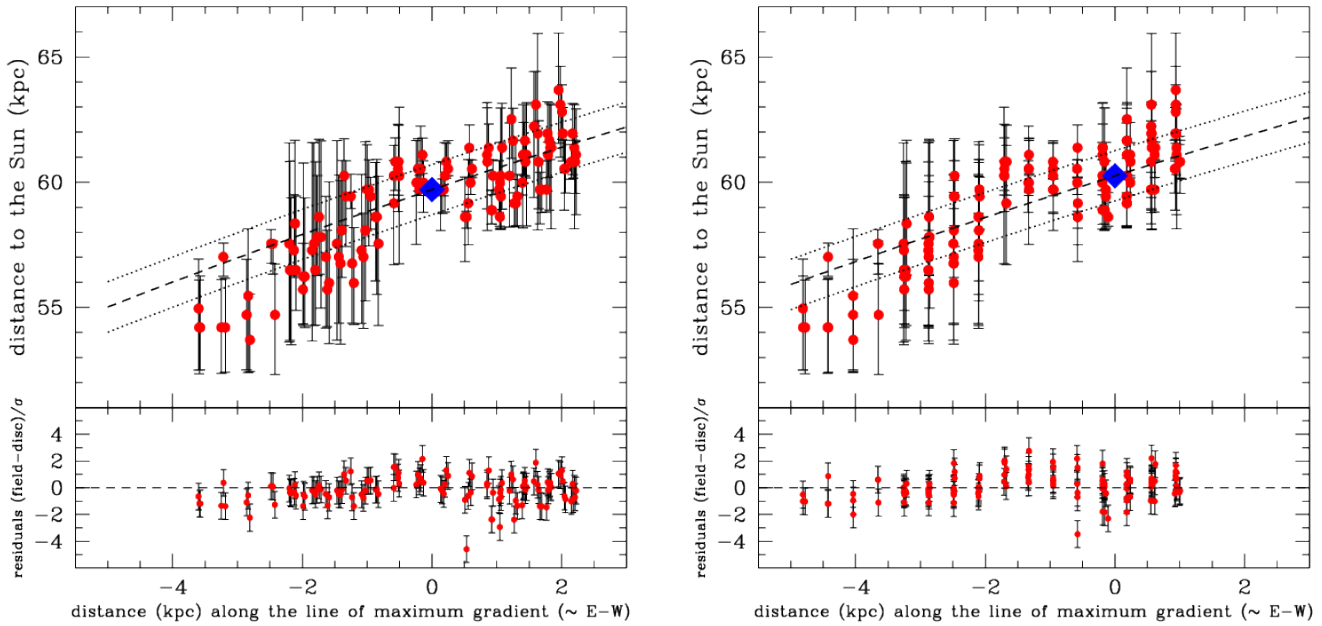 65
60
55
distance to the Sun (kpc)
4
2
0
−2
−4
residuals (field−disc)/σ
−4 −2 0 2
distance (kpc) along the line of maximum gradient (~ E−W)
65
60
55
distance to the Sun (kpc)
4
2
0
−2
−4
residuals (field−disc)/σ
−4 −2 0 2
distance (kpc) along the line of maximum gradient (~ E−W)